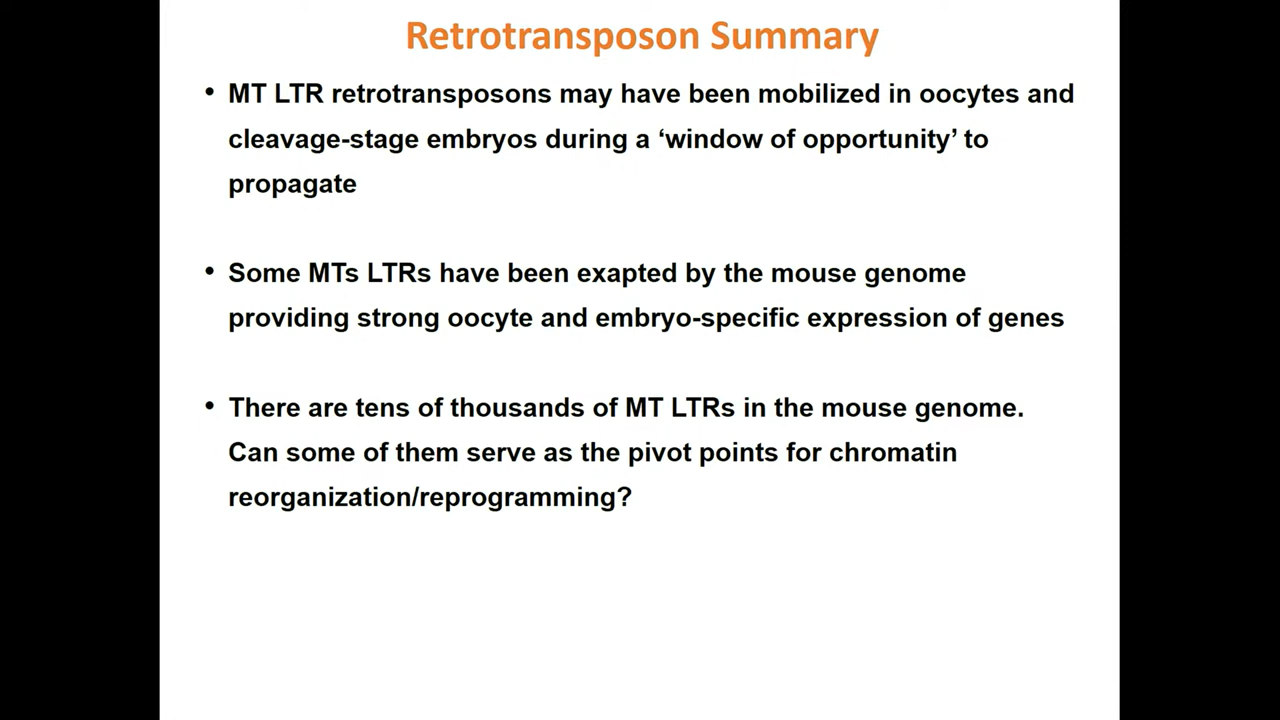 Retrotransposon Summary
• MT LTR retrotransposons may have been mobilized in oocytes and
cleavage-stage embryos during a ‘window of opportunity’ to
propagate
• Some MTs LTRs have been exapted by the mouse genome
providing strong oocyte and embryo-specific expression of genes
• There are tens of thousands of MT LTRs in the mouse genome.
Can some of them serve as the pivot points for chromatin
reorganization/reprogramming?